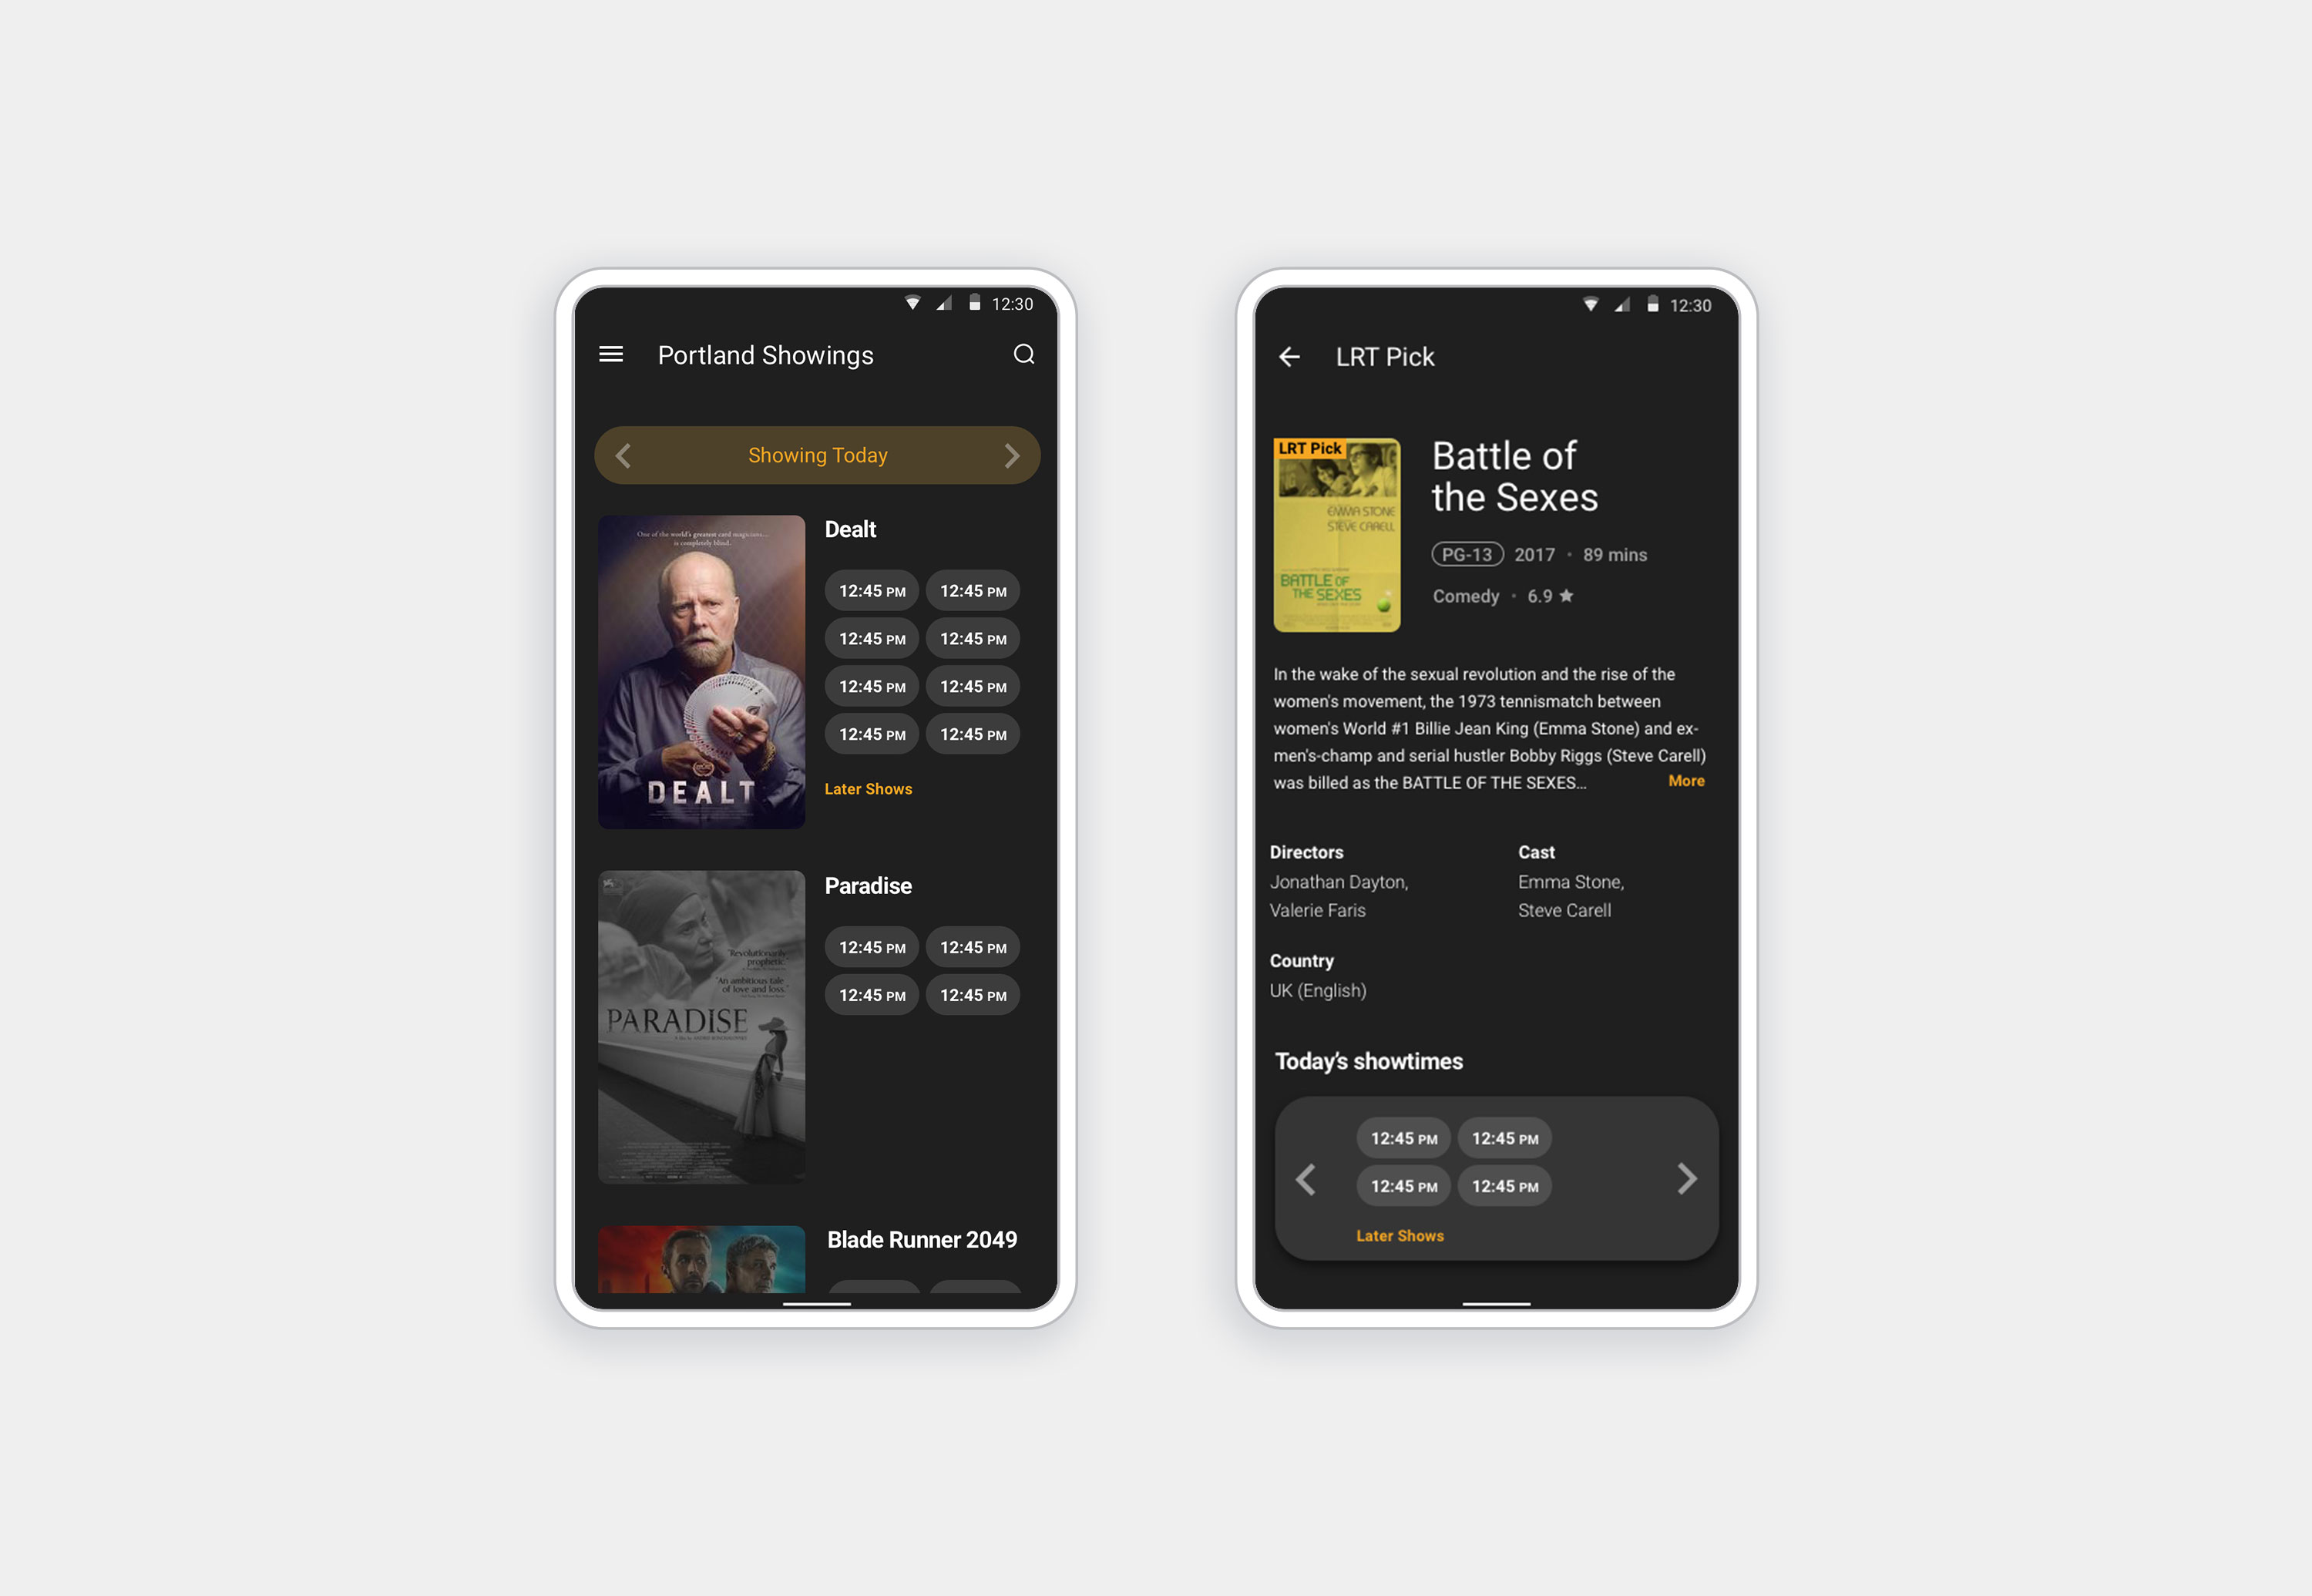 12:30
Portland Showings
Showing Today
One of the world's greatest card magicians...
is completely blind.
DEALT
Dealt
12:45 PM 12:45 PM
12:45 PM 12:45 PM
12:45 PM 12:45 PM
12:45 PM 12:45 PM
Later Shows
"Revolutionarily
prophetic."
"An ambitious tale
of love and loss."
PARADISE
Paradise
12:45 PM 12:45 PM
12:45 PM 12:45 PM
Blade Runner 2049
12:30
LRT Pick
LRT Pick
EMMA STONE
STEVE CARELL
BATTLE OF
THE SEXES
Battle of
the Sexes
PG-13 2017 • 89 mins
Comedy • 6.9 ★
In the wake of the sexual revolution and the rise of the
women's movement, the 1973 tennismatch between
women's World #1 Billie Jean King (Emma Stone) and ex-
men's-champ and serial hustler Bobby Riggs (Steve Carell)
was billed as the BATTLE OF THE SEXES... More
Directors
Jonathan Dayton,
Valerie Faris
Cast
Emma Stone,
Steve Carell
Country
UK (English)
Today's showtimes
12:45 PM 12:45 PM
12:45 PM 12:45 PM
Later Shows